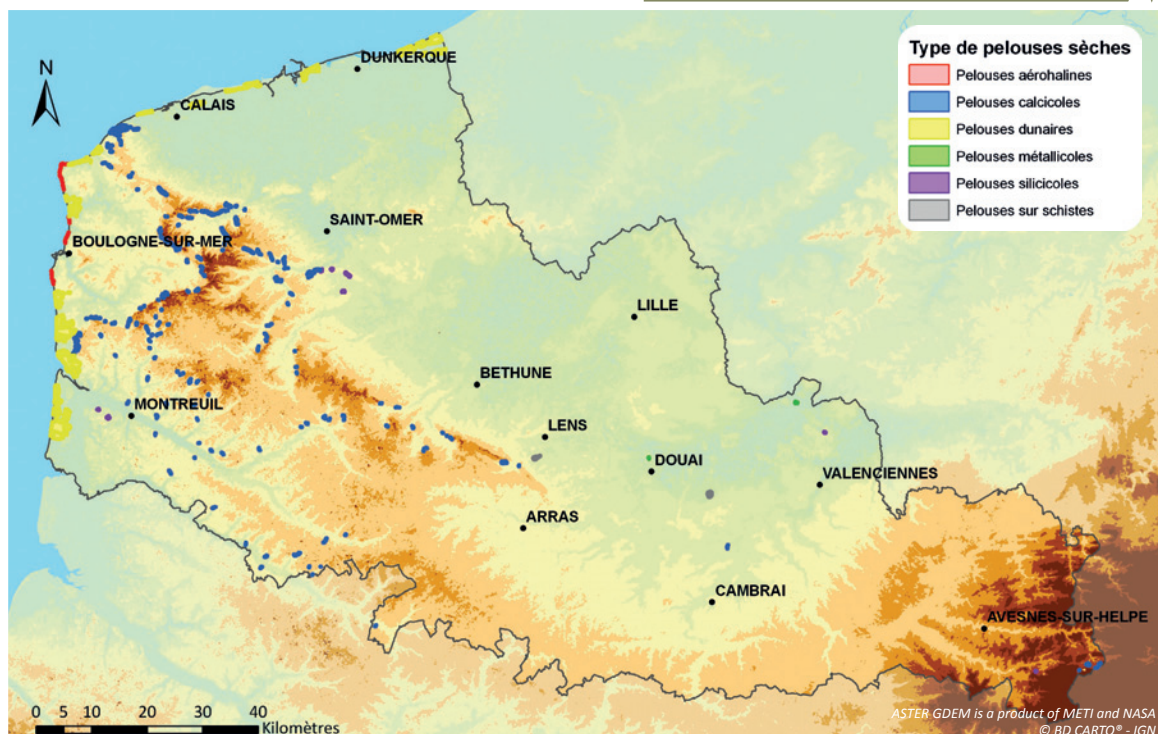 Type de pelouses sèches
Pelouses aérohalines
Pelouses calcicoles
Pelouses dunaires
Pelouses métallicoles
Pelouses silicicoles
Pelouses sur schistes
N
DUNKERQUE
CALAIS
SAINT-OMER
BOULOGNE-SUR-MER
LILLE
BETHUNE
MONTREUIL
LENS
DOUAI
VALENCIENNES
ARRAS
CAMBRAI
AVESNES-SUR-HELPE
0 5 10 20 30 40
Kilomètres
ASTER GDEM is a product of METI and NASA
© BD CARTO® - IGN